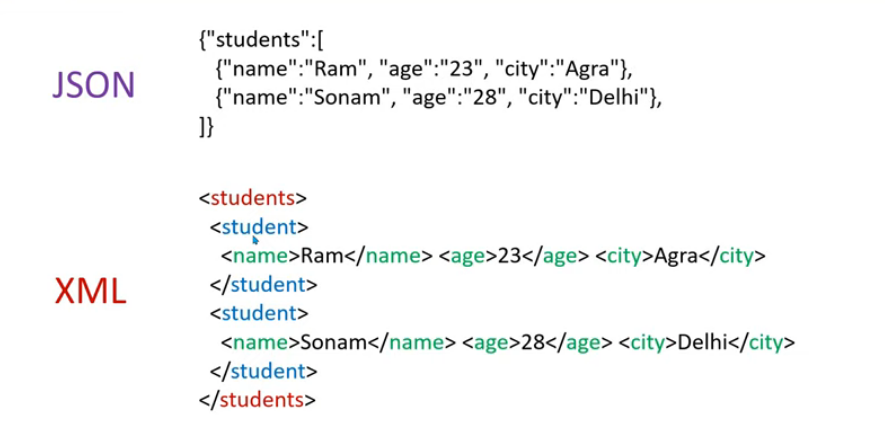 {"students":[
{"name":"Ram", "age":"23", "city":"Agra"},
JSON
{"name":"Sonam", "age":"28", "city":"Delhi"},
]}
<students>
<student>
<name>Ram</name> <age>23</age> <city>Agra</city>
</student>
XML
<student>
<name>Sonam</name> <age>28</age> <city>Delhi</city>
</student>
</students>